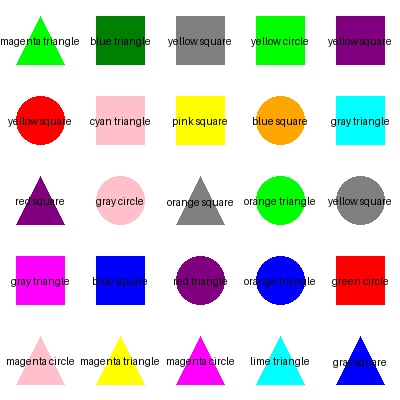 magenta triangle blue triangle yellow square yellow circle yellow square
yellow square cyan triangle pink square blue square gray triangle
red square gray circle orange square orange triangle yellow square
gray triangle blue square red triangle orange triangle green circle
magenta circle magenta triangle magenta circle lime triangle gray square